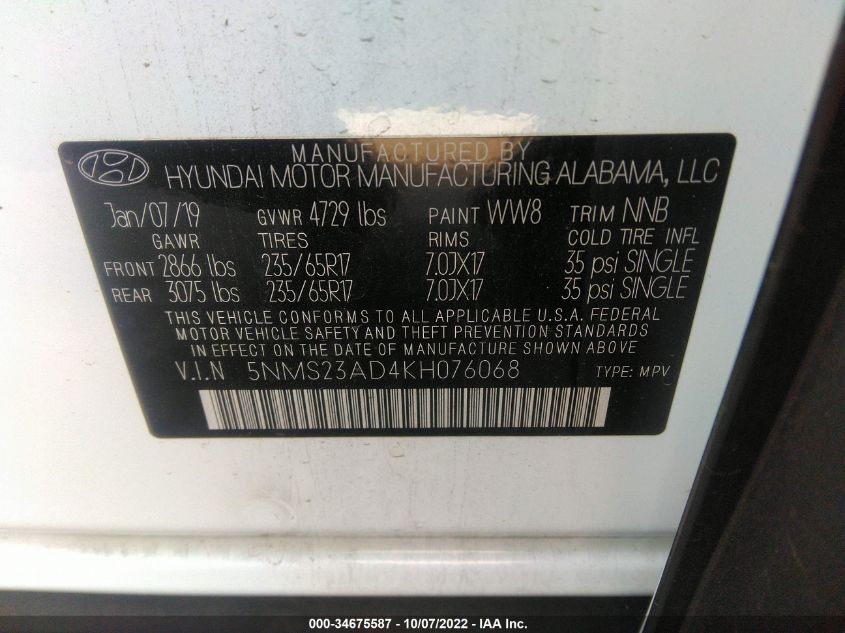 MANUFACTURED BY
HYUNDAI MOTOR MANUFACTURING ALABAMA, LLC
Jan/07/19 GVWR 4729 lbs PAINT WW8 TRIM NNB
GAWR TIRES RIMS COLD TIRE INFL
FRONT 2866 lbs 235/65R17 7.0JX17 35 psi SINGLE
REAR 3075 lbs 235/65R17 7.0JX17 35 psi SINGLE
THIS VEHICLE CONFORMS TO ALL APPLICABLE U.S.A. FEDERAL
MOTOR VEHICLE SAFETY AND THEFT PREVENTION STANDARDS
IN EFFECT ON THE DATE OF MANUFACTURE SHOWN ABOVE.
V.I.N 5NMS23AD4KH076068 TYPE: MPV
000-34675587 - 10/07/2022 - IAA Inc.